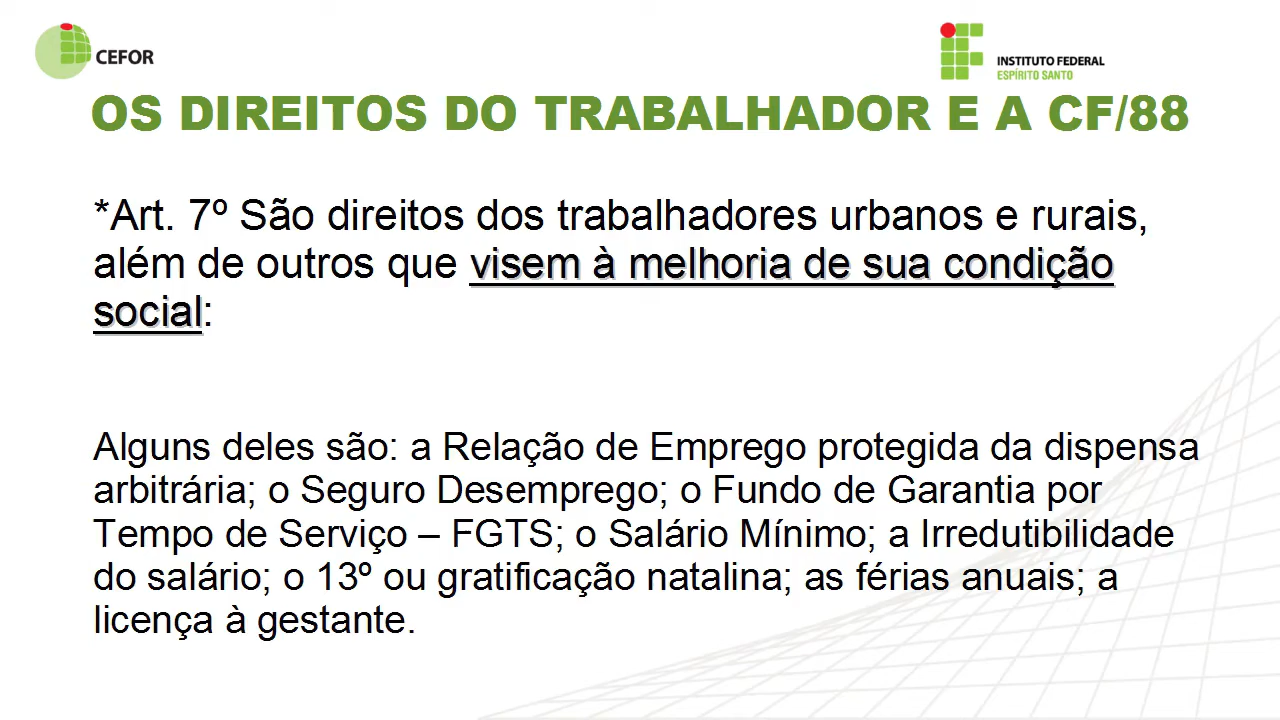 CEFOR
INSTITUTO FEDERAL
ESPÍRITO SANTO
OS DIREITOS DO TRABALHADOR E A CF/88
*Art. 7º São direitos dos trabalhadores urbanos e rurais,
além de outros que visem à melhoria de sua condição
social:
Alguns deles são: a Relação de Emprego protegida da dispensa
arbitrária; o Seguro Desemprego; o Fundo de Garantia por
Tempo de Serviço – FGTS; o Salário Mínimo; a Irredutibilidade
do salário; o 13º ou gratificação natalina; as férias anuais; a
licença à gestante.